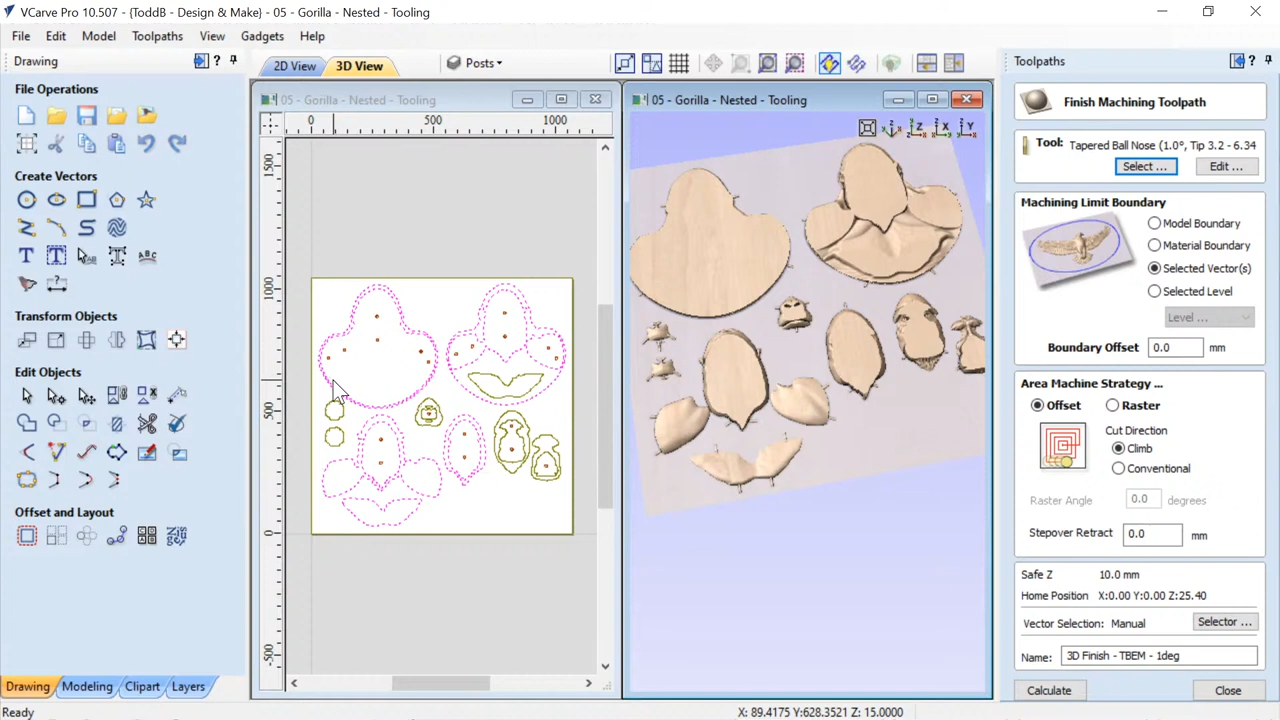 VCarve Pro 10.507 - {ToddB - Design & Make} - 05 - Gorilla - Nested - Tooling
File Edit Model Toolpaths View Gadgets Help
Drawing
File Operations
Create Vectors
Transform Objects
Edit Objects
Offset and Layout
Drawing Modeling Clipart Layers
2D View 3D View Posts
05 - Gorilla - Nested - Tooling
0 500 1000
1500
1000
500
0
-500
05 - Gorilla - Nested - Tooling
Z X Y
Toolpaths
Finish Machining Toolpath
Tool: Tapered Ball Nose (1.0°, Tip 3.2 - 6.34
Select ... Edit ...
Machining Limit Boundary
Model Boundary
Material Boundary
Selected Vector(s)
Selected Level
Level ...
Boundary Offset 0.0 mm
Area Machine Strategy ...
Offset Raster
Cut Direction
Climb
Conventional
Raster Angle 0.0 degrees
Stepover Retract 0.0 mm
Safe Z 10.0 mm
Home Position X:0.00 Y:0.00 Z:25.40
Vector Selection: Manual Selector ...
Name: 3D Finish - TBEM - 1deg
Calculate Close
Ready X: 89.4175 Y:628.3521 Z: 15.0000